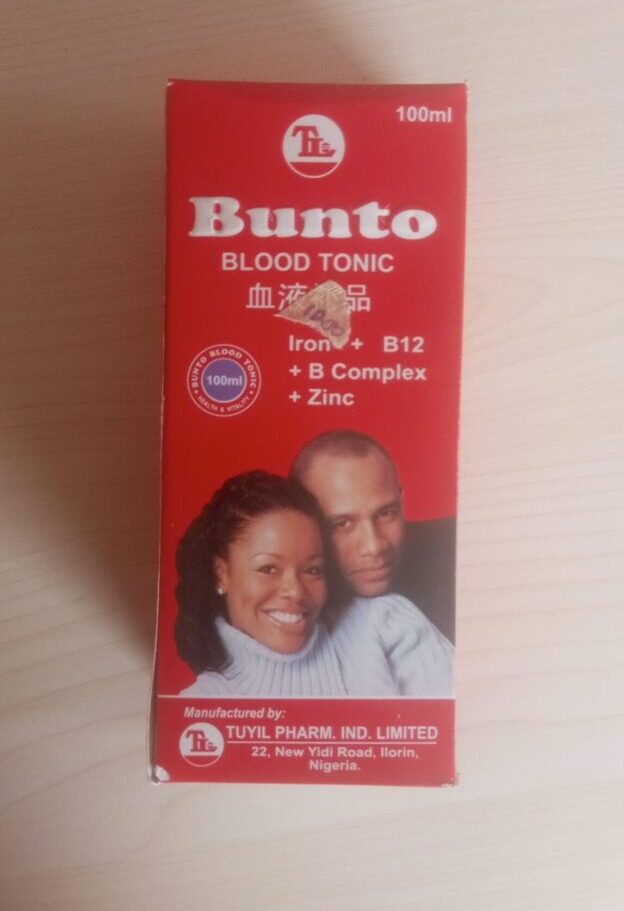 100ml
Bunto
BLOOD TONIC
血液 品
Iron + B12
+ B Complex
+ Zinc
BUNTO BLOOD TONIC
100ml
HEALTH & VITALITY
Manufactured by:
TUYIL PHARM. IND. LIMITED
22, New Yidi Road, Ilorin,
Nigeria.